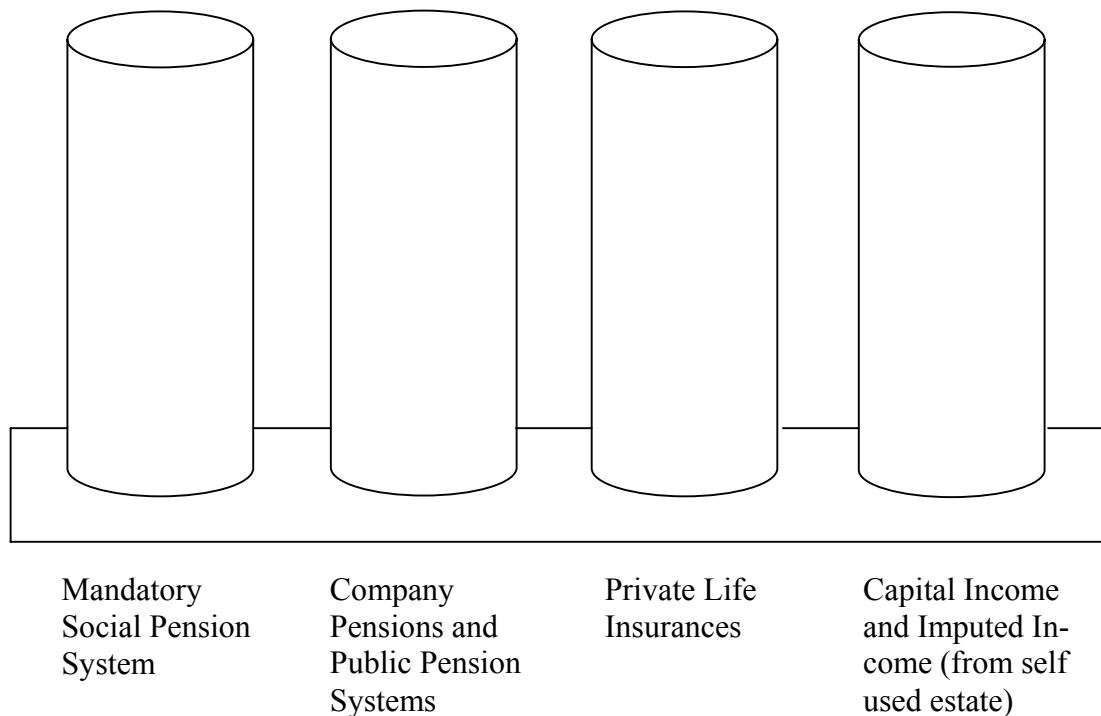 Mandatory
Social Pension
System
Company
Pensions and
Public Pension
Systems
Private Life
Insurances
Capital Income
and Imputed In-
come (from self
used estate)